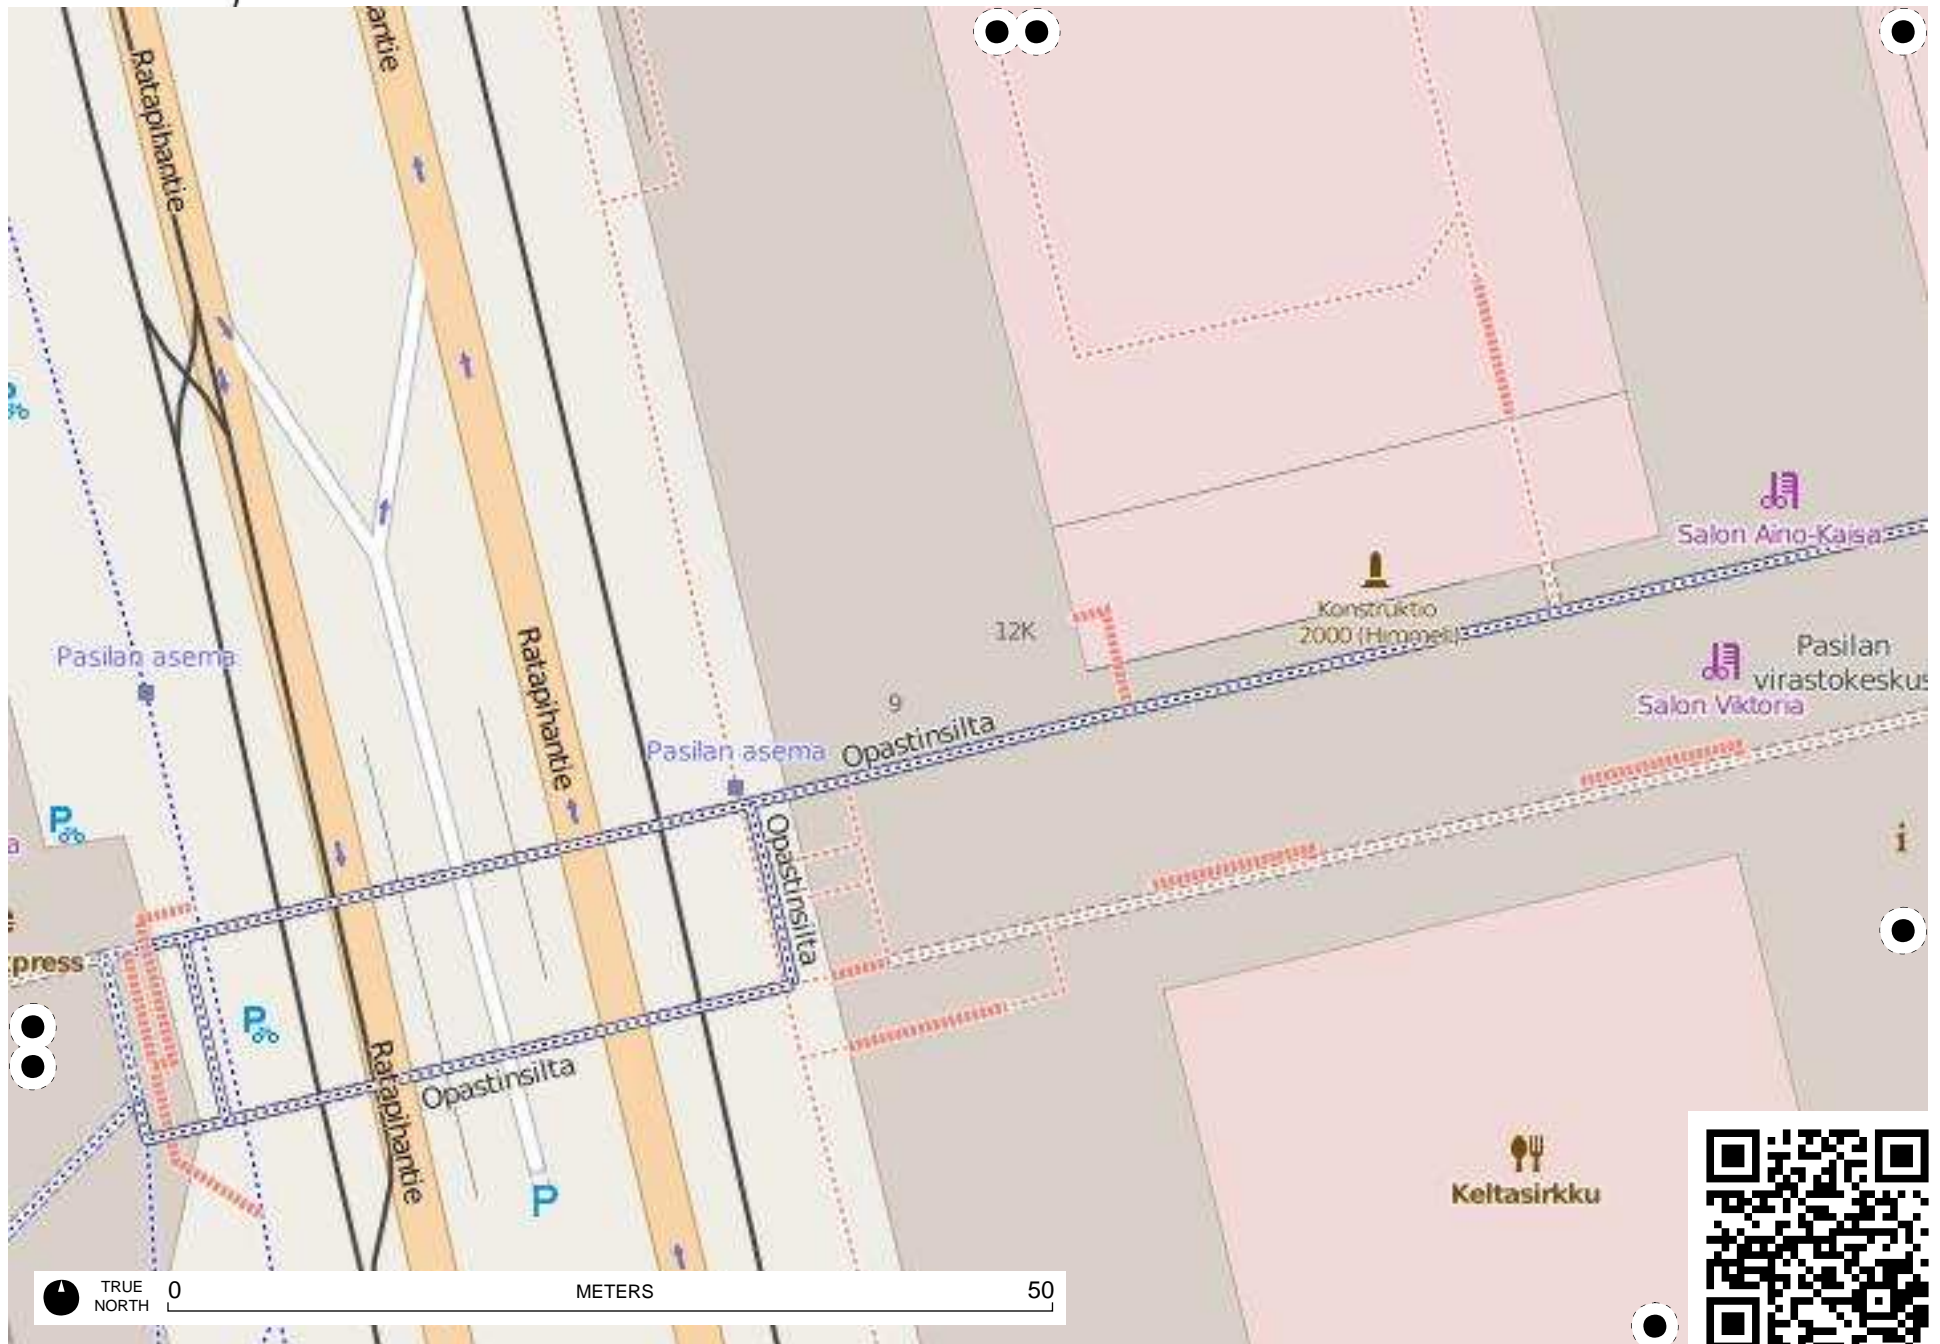 Ratapihantie
antie
Pasilan asema
Salon Aino-Kaisa
Konstruktio
2000 (Himmeli)
12K
Pasilan
virastokeskus
Salon Viktoria
9
Opastinsilta
Ratapihantie
Pasilan asema
P
a
Opastinsilta
i
e
xpress
P
Ratapihantie
Opastinsilta
P
Keltasirkku
TRUE
NORTH
0
METERS
50